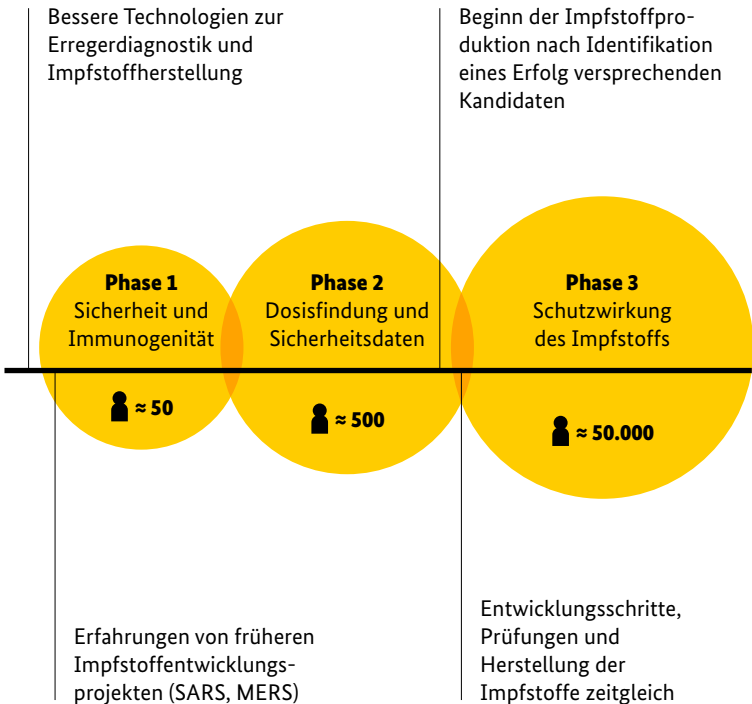 Bessere Technologien zur
Erregerdiagnostik und
Impfstoffherstellung
Beginn der Impfstoffpro-
duktion nach Identifikation
eines Erfolg versprechenden
Kandidaten
Phase 1
Sicherheit und
Immunogenität
≈ 50
Phase 2
Dosisfindung und
Sicherheitsdaten
≈ 500
Phase 3
Schutzwirkung
des Impfstoffs
≈ 50.000
Erfahrungen von früheren
Impfstoffentwicklungs-
projekten (SARS, MERS)
Entwicklungsschritte,
Prüfungen und
Herstellung der
Impfstoffe zeitgleich